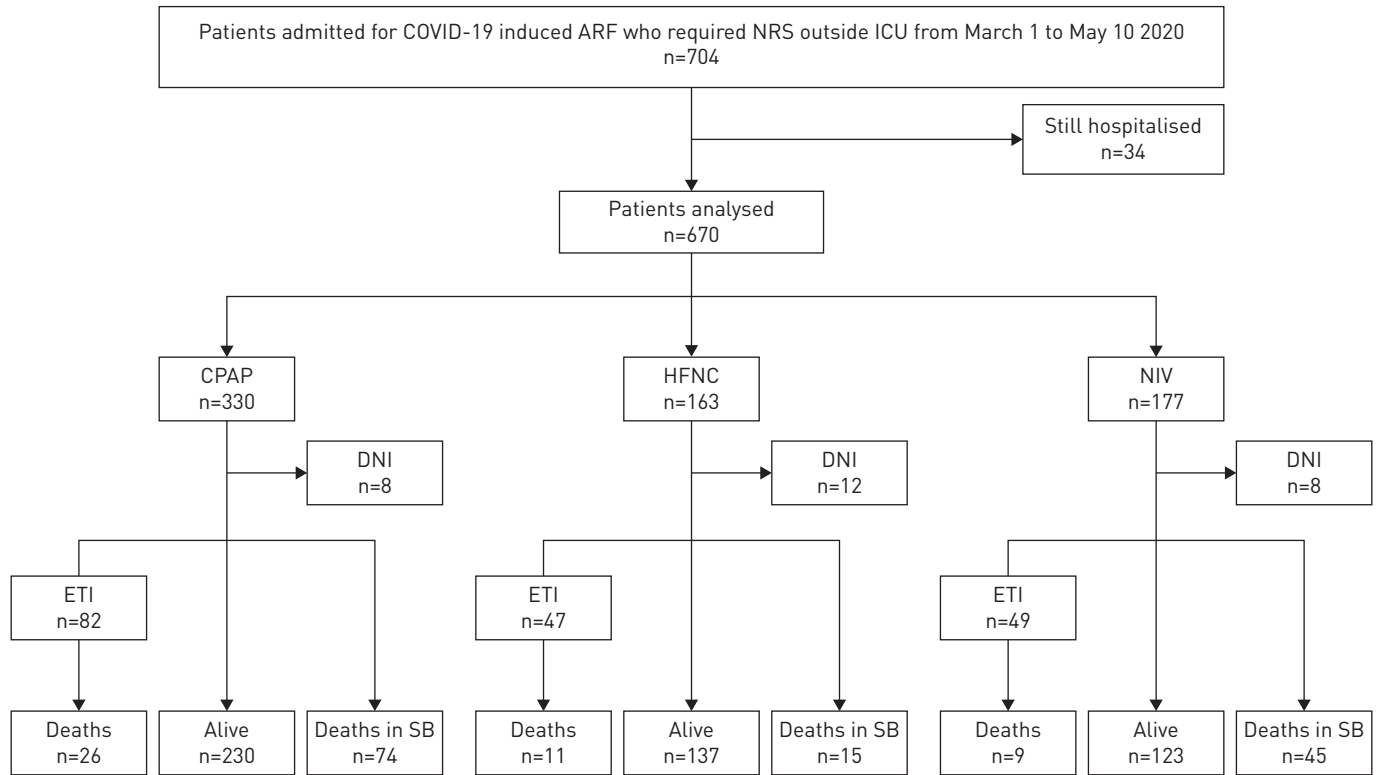 Patients admitted for COVID-19 induced ARF who required NRS outside ICU from March 1 to May 10 2020
n=704
Still hospitalised
n=34
Patients analysed
n=670
CPAP
n=330
HFNC
n=163
NIV
n=177
DNI
n=8
DNI
n=12
DNI
n=8
ETI
n=82
ETI
n=47
ETI
n=49
Deaths
n=26
Alive
n=230
Deaths in SB
n=74
Deaths
n=11
Alive
n=137
Deaths in SB
n=15
Deaths
n=9
Alive
n=123
Deaths in SB
n=45